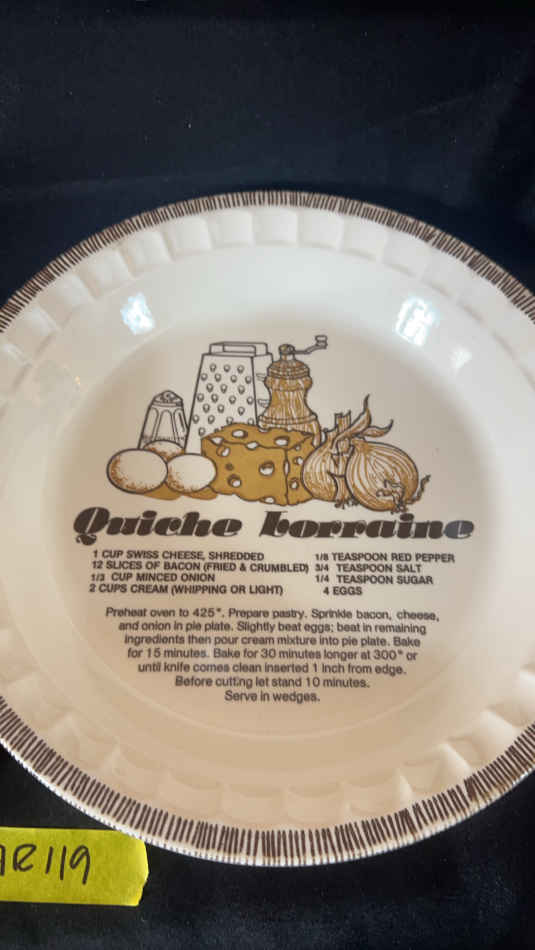 Quiche Lorraine
1 CUP SWISS CHEESE, SHREDDED
12 SLICES OF BACON (FRIED & CRUMBLED)
1/3 CUP MINCED ONION
2 CUPS CREAM (WHIPPING OR LIGHT)
1/8 TEASPOON RED PEPPER
3/4 TEASPOON SALT
1/4 TEASPOON SUGAR
4 EGGS
Preheat oven to 425°. Prepare pastry. Sprinkle bacon, cheese,
and onion in pie plate. Slightly beat eggs; beat in remaining
ingredients then pour cream mixture into pie plate. Bake
for 15 minutes. Bake for 30 minutes longer at 300° or
until knife comes clean inserted 1 inch from edge.
Before cutting let stand 10 minutes.
Serve in wedges.
R119